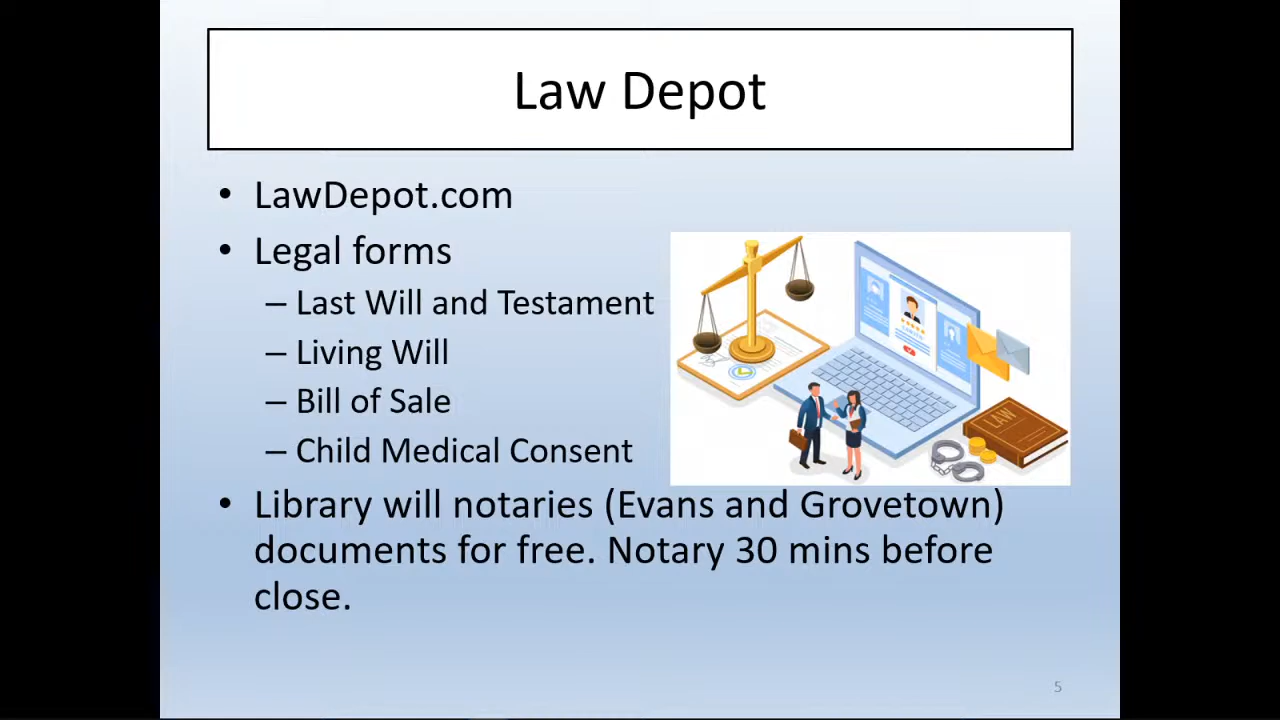 Law Depot
• LawDepot.com
• Legal forms
– Last Will and Testament
– Living Will
– Bill of Sale
– Child Medical Consent
• Library will notaries (Evans and Grovetown)
documents for free. Notary 30 mins before
close.
LAW
5